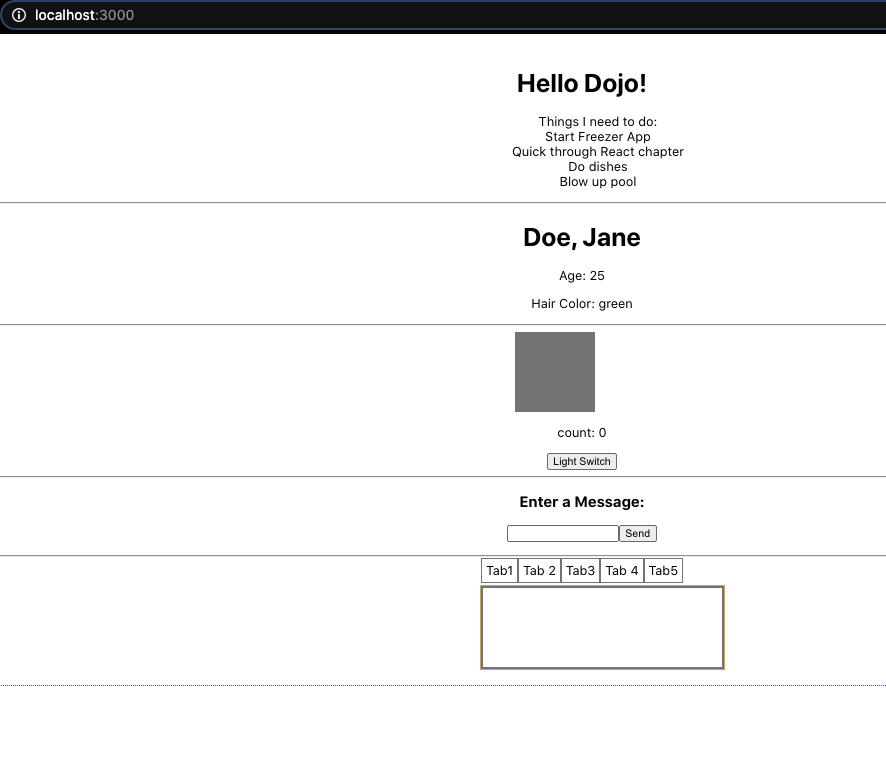 localhost:3000
Hello Dojo!
Things I need to do:
Start Freezer App
Quick through React chapter
Do dishes
Blow up pool
Doe, Jane
Age: 25
Hair Color: green
count: 0
Light Switch
Enter a Message:
Send
Tab1 Tab 2 Tab3 Tab 4 Tab5